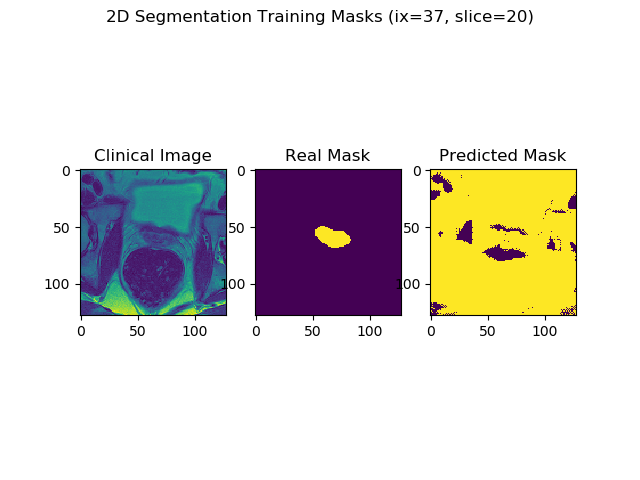 2D Segmentation Training Masks (ix=37, slice=20)
Clinical Image Real Mask Predicted Mask
0 0 0
50 50 50
100 100 100
0 50 100 0 50 100 0 50 100